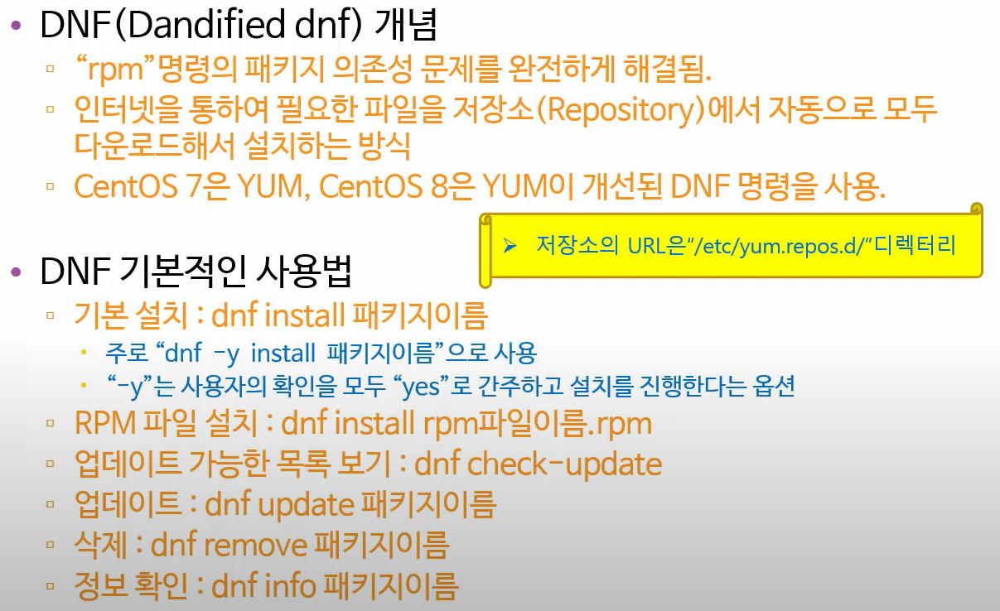 • DNF(Dandified dnf) 개념
▫ “rpm”명령의 패키지 의존성 문제를 완전하게 해결됨.
▫ 인터넷을 통하여 필요한 파일을 저장소(Repository)에서 자동으로 모두
다운로드해서 설치하는 방식
▫ CentOS 7은 YUM, CentOS 8은 YUM이 개선된 DNF 명령을 사용.
➢ 저장소의 URL은“/etc/yum.repos.d/”디렉터리
• DNF 기본적인 사용법
▫ 기본 설치 : dnf install 패키지이름
• 주로 “dnf -y install 패키지이름”으로 사용
• “-y”는 사용자의 확인을 모두 “yes”로 간주하고 설치를 진행한다는 옵션
▫ RPM 파일 설치 : dnf install rpm파일이름.rpm
▫ 업데이트 가능한 목록 보기 : dnf check-update
▫ 업데이트 : dnf update 패키지이름
▫ 삭제 : dnf remove 패키지이름
▫ 정보 확인 : dnf info 패키지이름